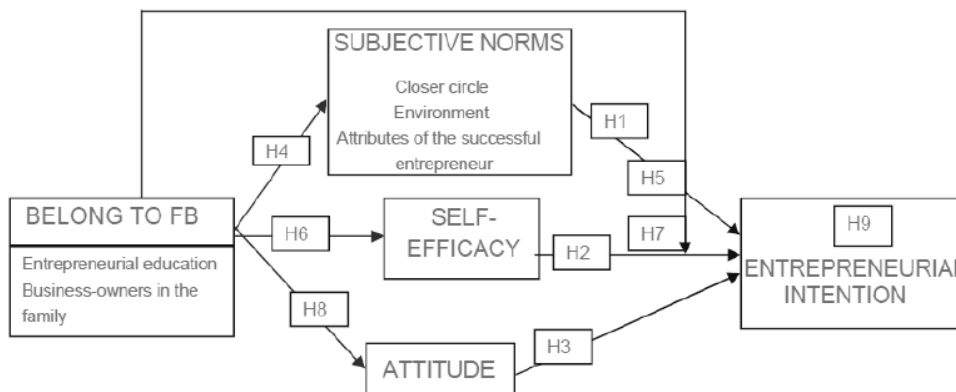 SUBJECTIVE NORMS
Closer circle
Environment
Attributes of the successful
entrepreneur
H4
H1
H5
BELONG TO FB
Entrepreneurial education
Business-owners in the
family
H6
SELF-
EFFICACY
H2
H7
H9
ENTREPRENEURIAL
INTENTION
H8
ATTITUDE
H3